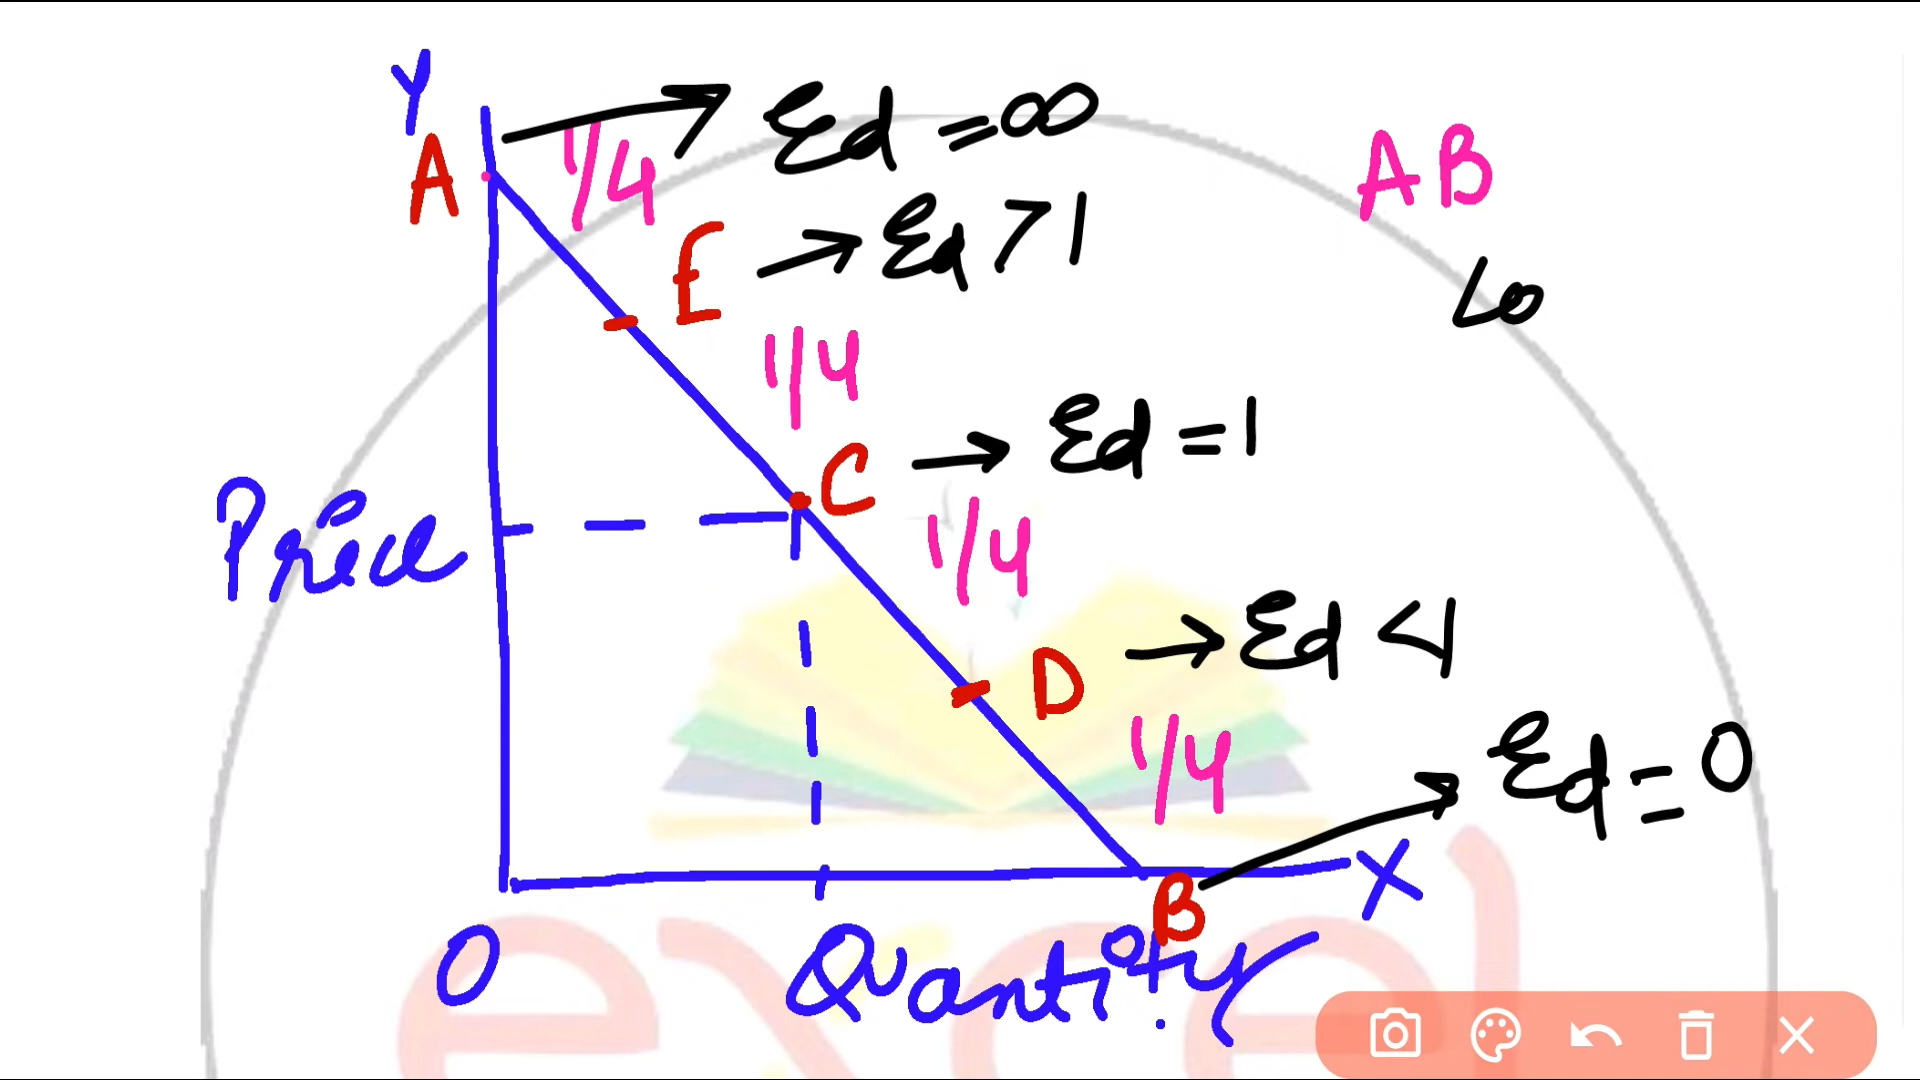 Y
A
1/4
Ed = ∞
AB
E
Ed > 1
1/4
C
Ed = 1
1/4
Price
D
Ed < 1
1/4
Ed = 0
B
X
O
Quantity
excel